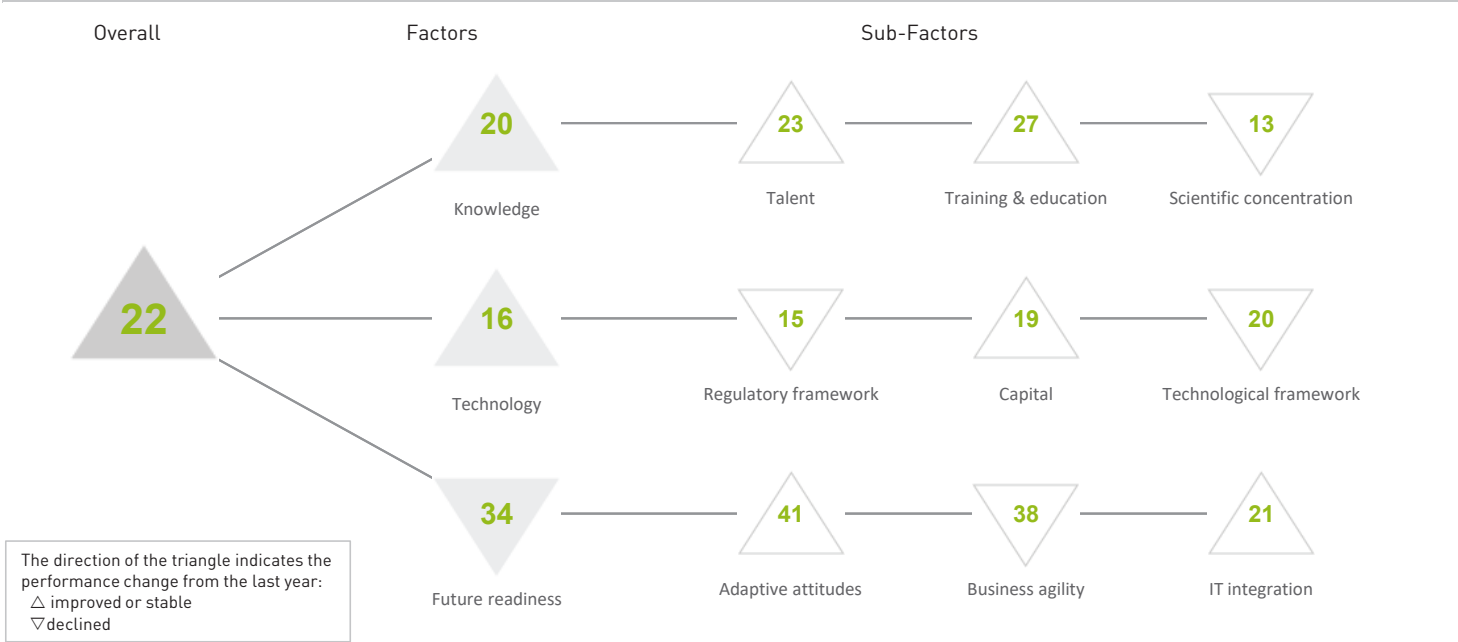 Overall
Factors
Sub-Factors
20
23
27
13
Knowledge
Talent
Training & education
Scientific concentration
22
16
15
19
20
Technology
Regulatory framework
Capital
Technological framework
34
41
38
21
Future readiness
Adaptive attitudes
Business agility
IT integration
The direction of the triangle indicates the
performance change from the last year:
△ improved or stable
▽ declined